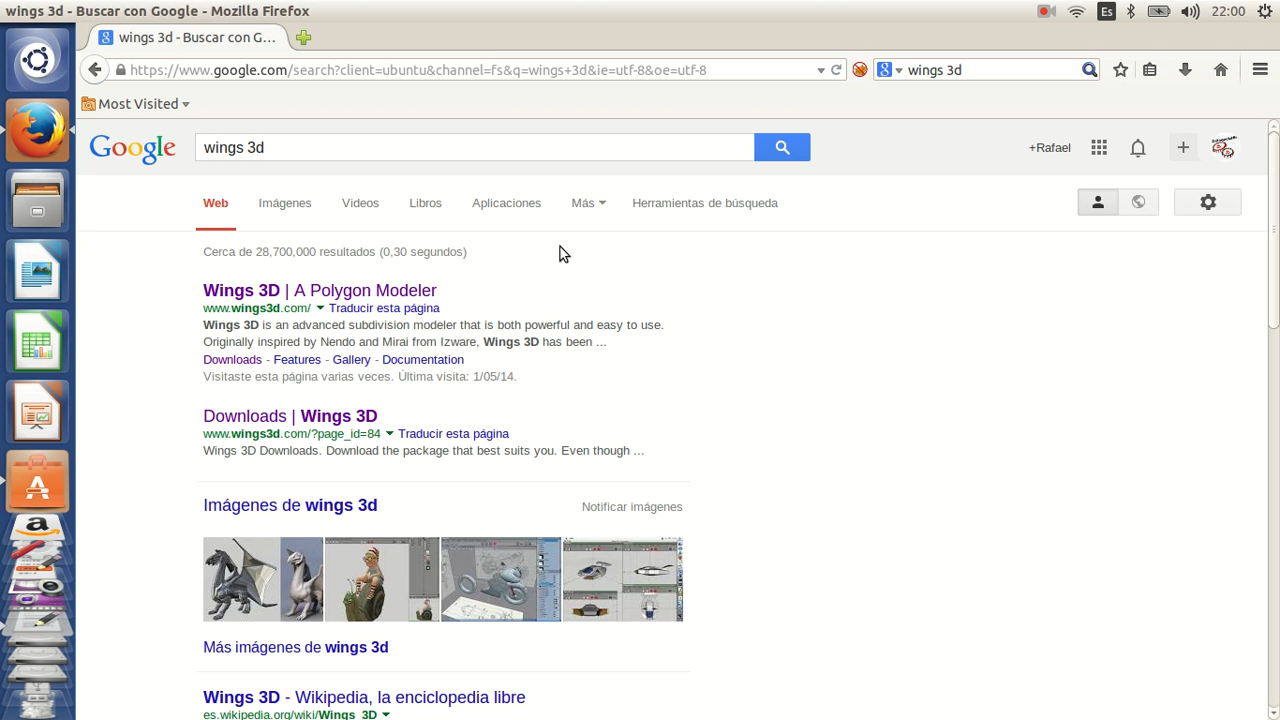 wings 3d - Buscar con Google - Mozilla Firefox
Es
22:00
wings 3d - Buscar con G...
https://www.google.com/search?client=ubuntu&channel=fs&q=wings+3d&ie=utf-8&oe=utf-8
wings 3d
Most Visited
Google
wings 3d
+Rafael
Web
Imágenes
Videos
Libros
Aplicaciones
Más
Herramientas de búsqueda
Cerca de 28,700,000 resultados (0,30 segundos)
Wings 3D | A Polygon Modeler
www.wings3d.com/ Traducir esta página
Wings 3D is an advanced subdivision modeler that is both powerful and easy to use.
Originally inspired by Nendo and Mirai from Izware, Wings 3D has been ...
Downloads - Features - Gallery - Documentation
Visitaste esta página varias veces. Última visita: 1/05/14.
Downloads | Wings 3D
www.wings3d.com/?page_id=84 Traducir esta página
Wings 3D Downloads. Download the package that best suits you. Even though ...
Imágenes de wings 3d
Notificar imágenes
Más imágenes de wings 3d
Wings 3D - Wikipedia, la enciclopedia libre
es.wikipedia.org/wiki/Wings_3D